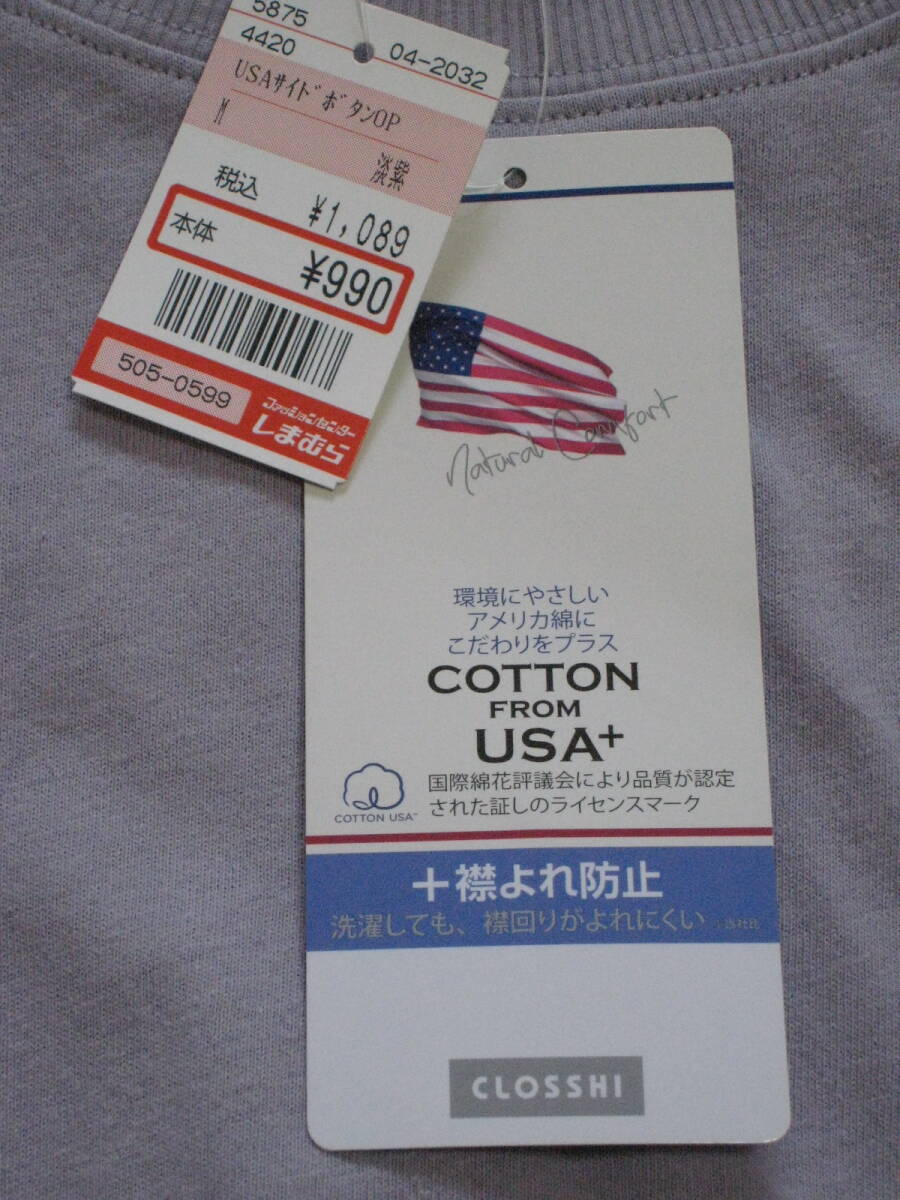 5875
4420
04-2032
USAサイドボタンOP
M
淡紫
税込 ¥1,089
本体 ¥990
505-0599
ファッションセンター
しまむら
Natural Comfort
環境にやさしい
アメリカ綿に
こだわりをプラス
COTTON
FROM
USA+
COTTON USA™
国際綿花評議会により品質が認定
された証しのライセンスマーク
+襟よれ防止
洗濯しても、襟回りがよれにくい
CLOSSHI